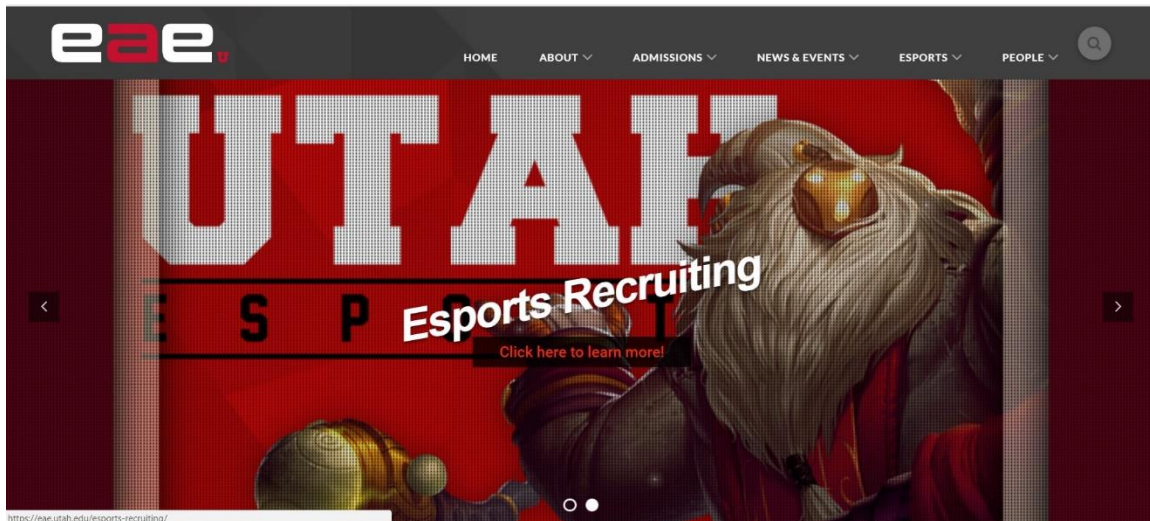 eae u
HOME ABOUT ADMISSIONS NEWS & EVENTS ESPORTS PEOPLE
UTAH
ESPORT
Esports Recruiting
Click here to learn more!
https://eae.utah.edu/esports-recruiting/